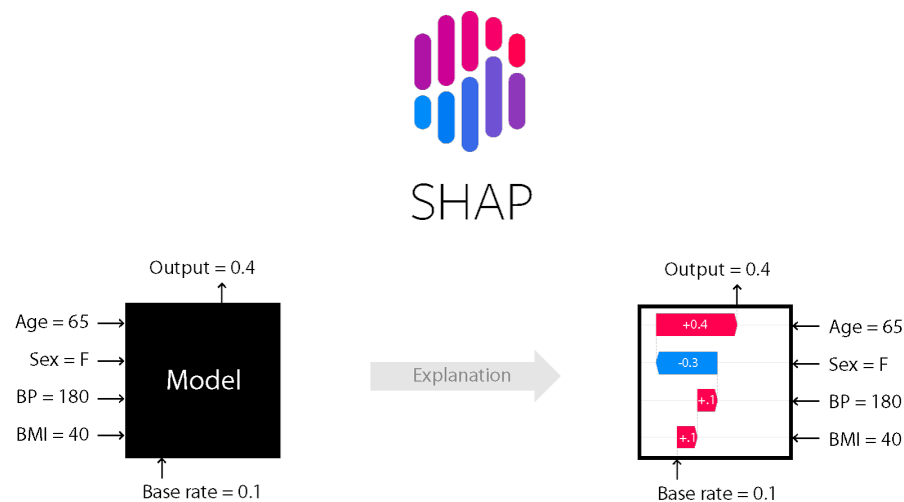 SHAP
Output = 0.4
Age = 65
Sex = F
BP = 180
BMI = 40
Model
Base rate = 0.1
Explanation
Output = 0.4
+0.4
-0.3
+.1
+.1
Age = 65
Sex = F
BP = 180
BMI = 40
Base rate = 0.1